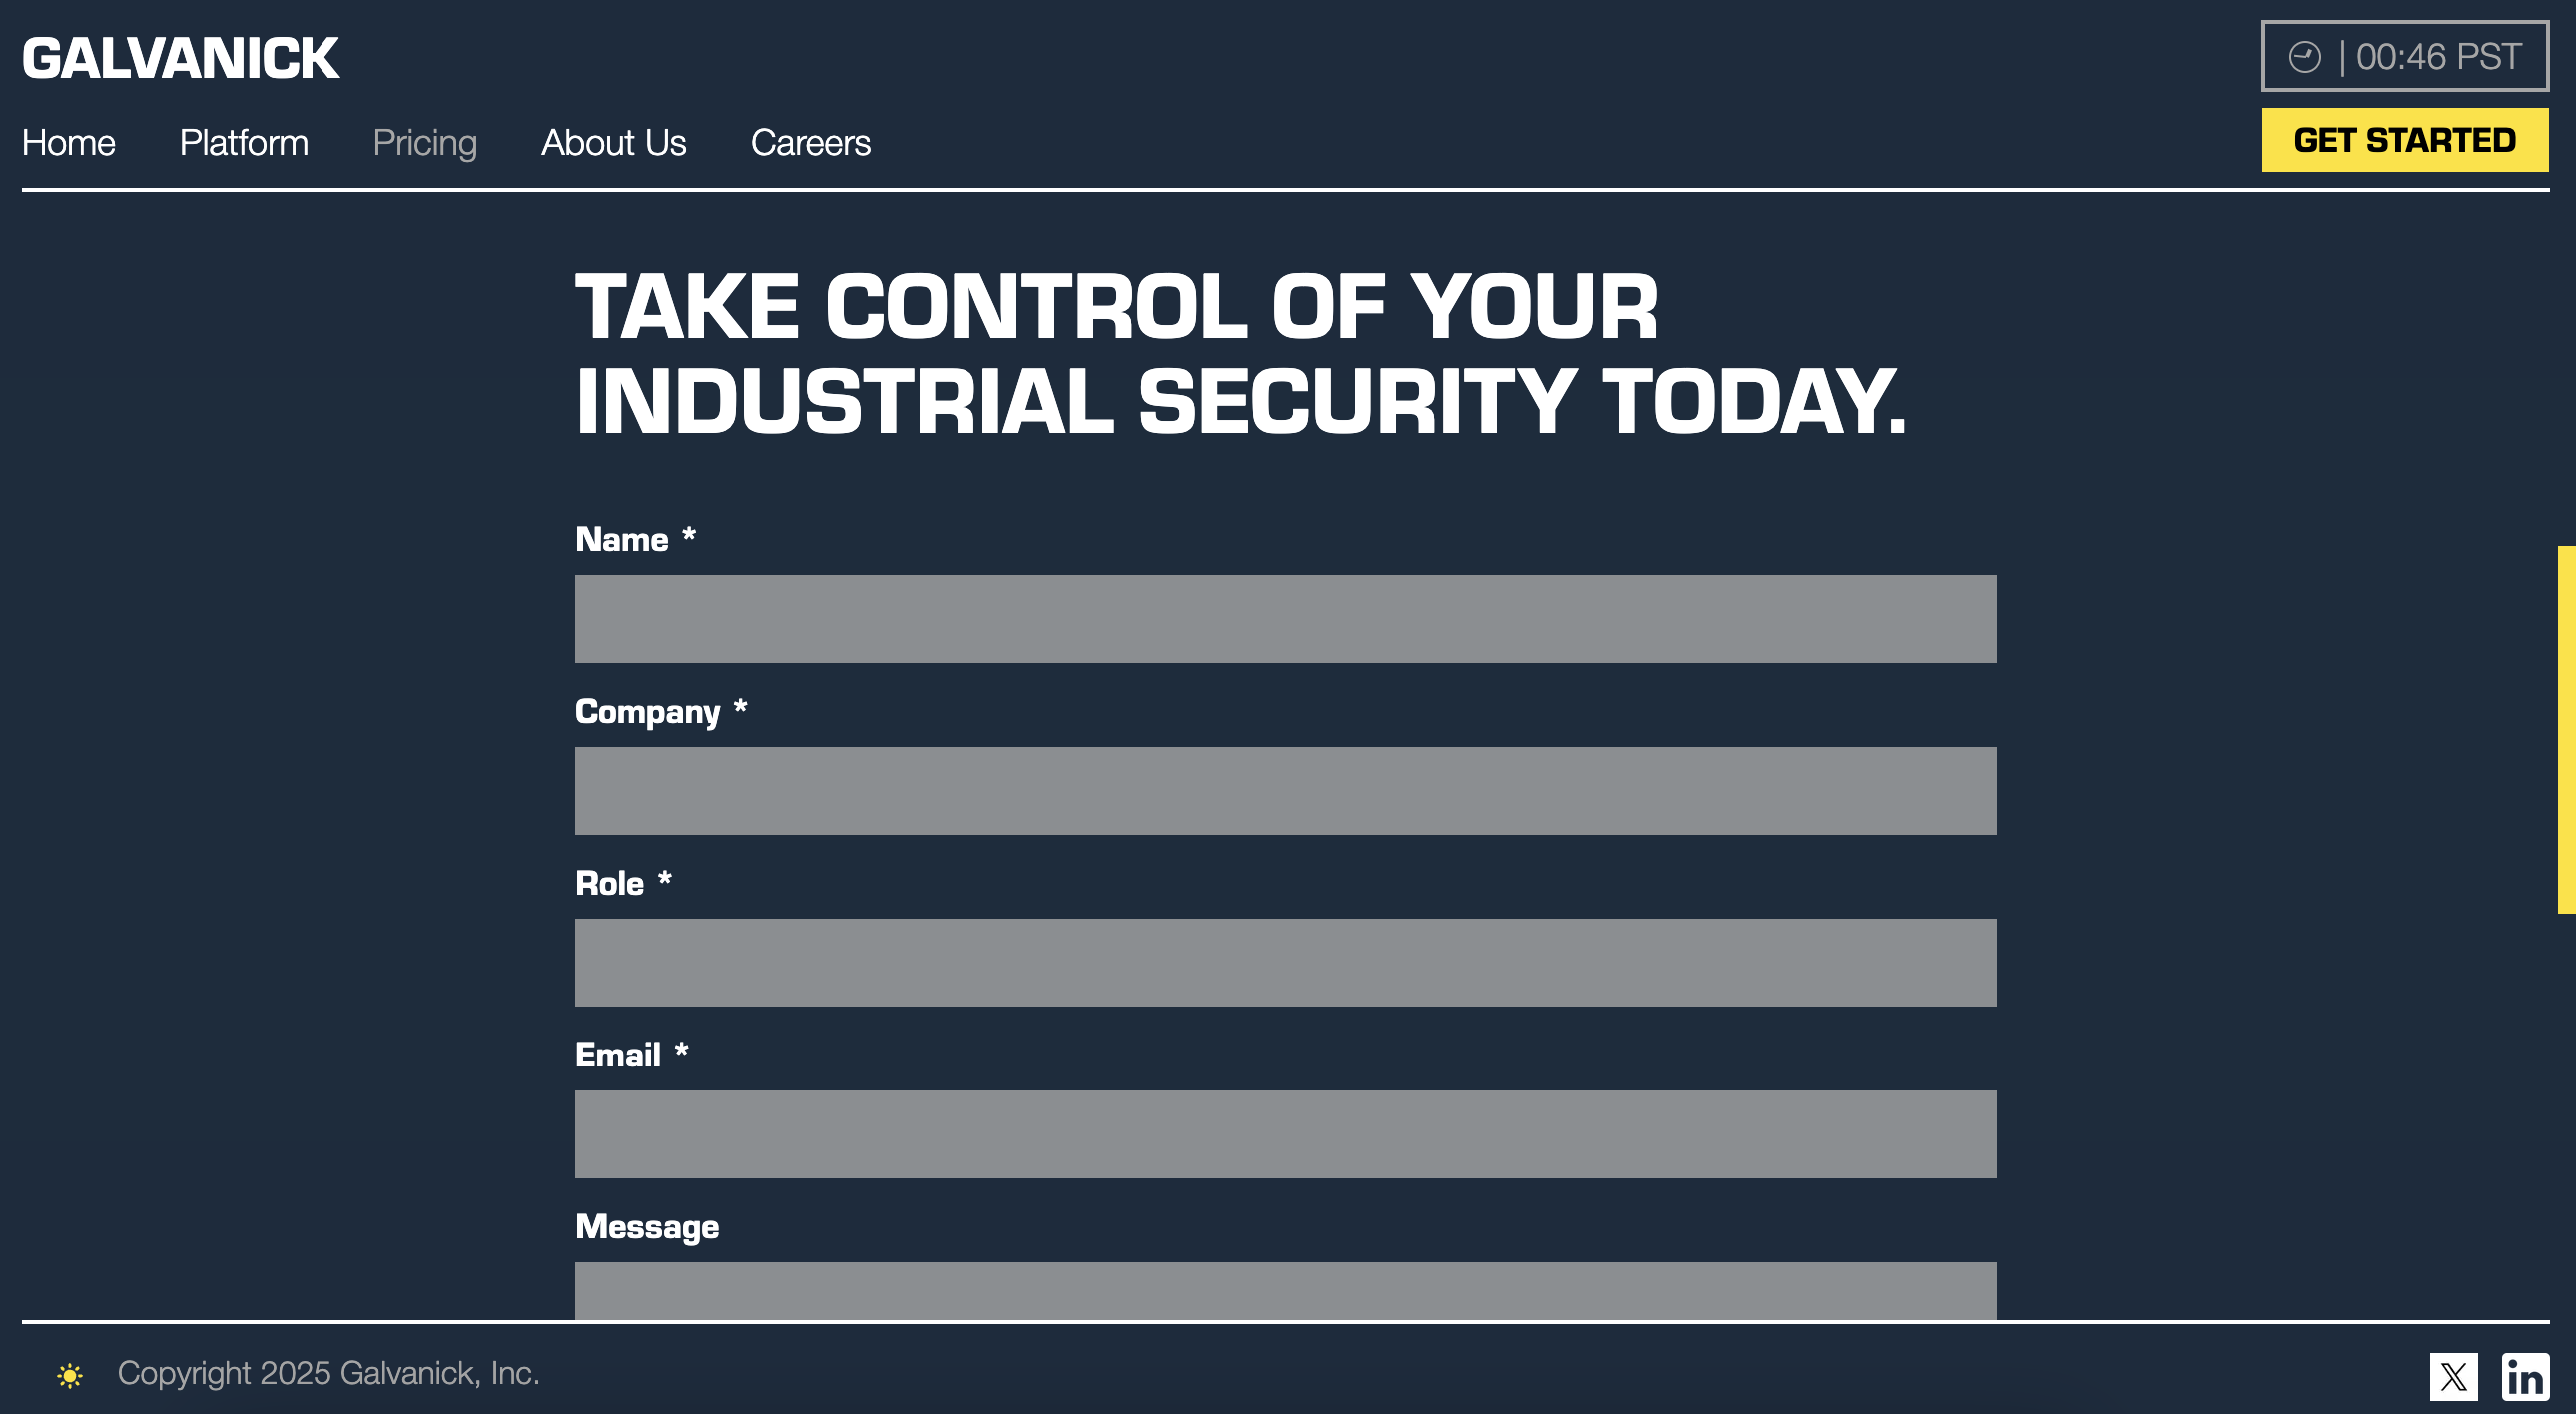 GALVANICK
| 00:46 PST
Home Platform Pricing About Us Careers
GET STARTED
TAKE CONTROL OF YOUR
INDUSTRIAL SECURITY TODAY.
Name *
Company *
Role *
Email *
Message
Copyright 2025 Galvanick, Inc.
X
in